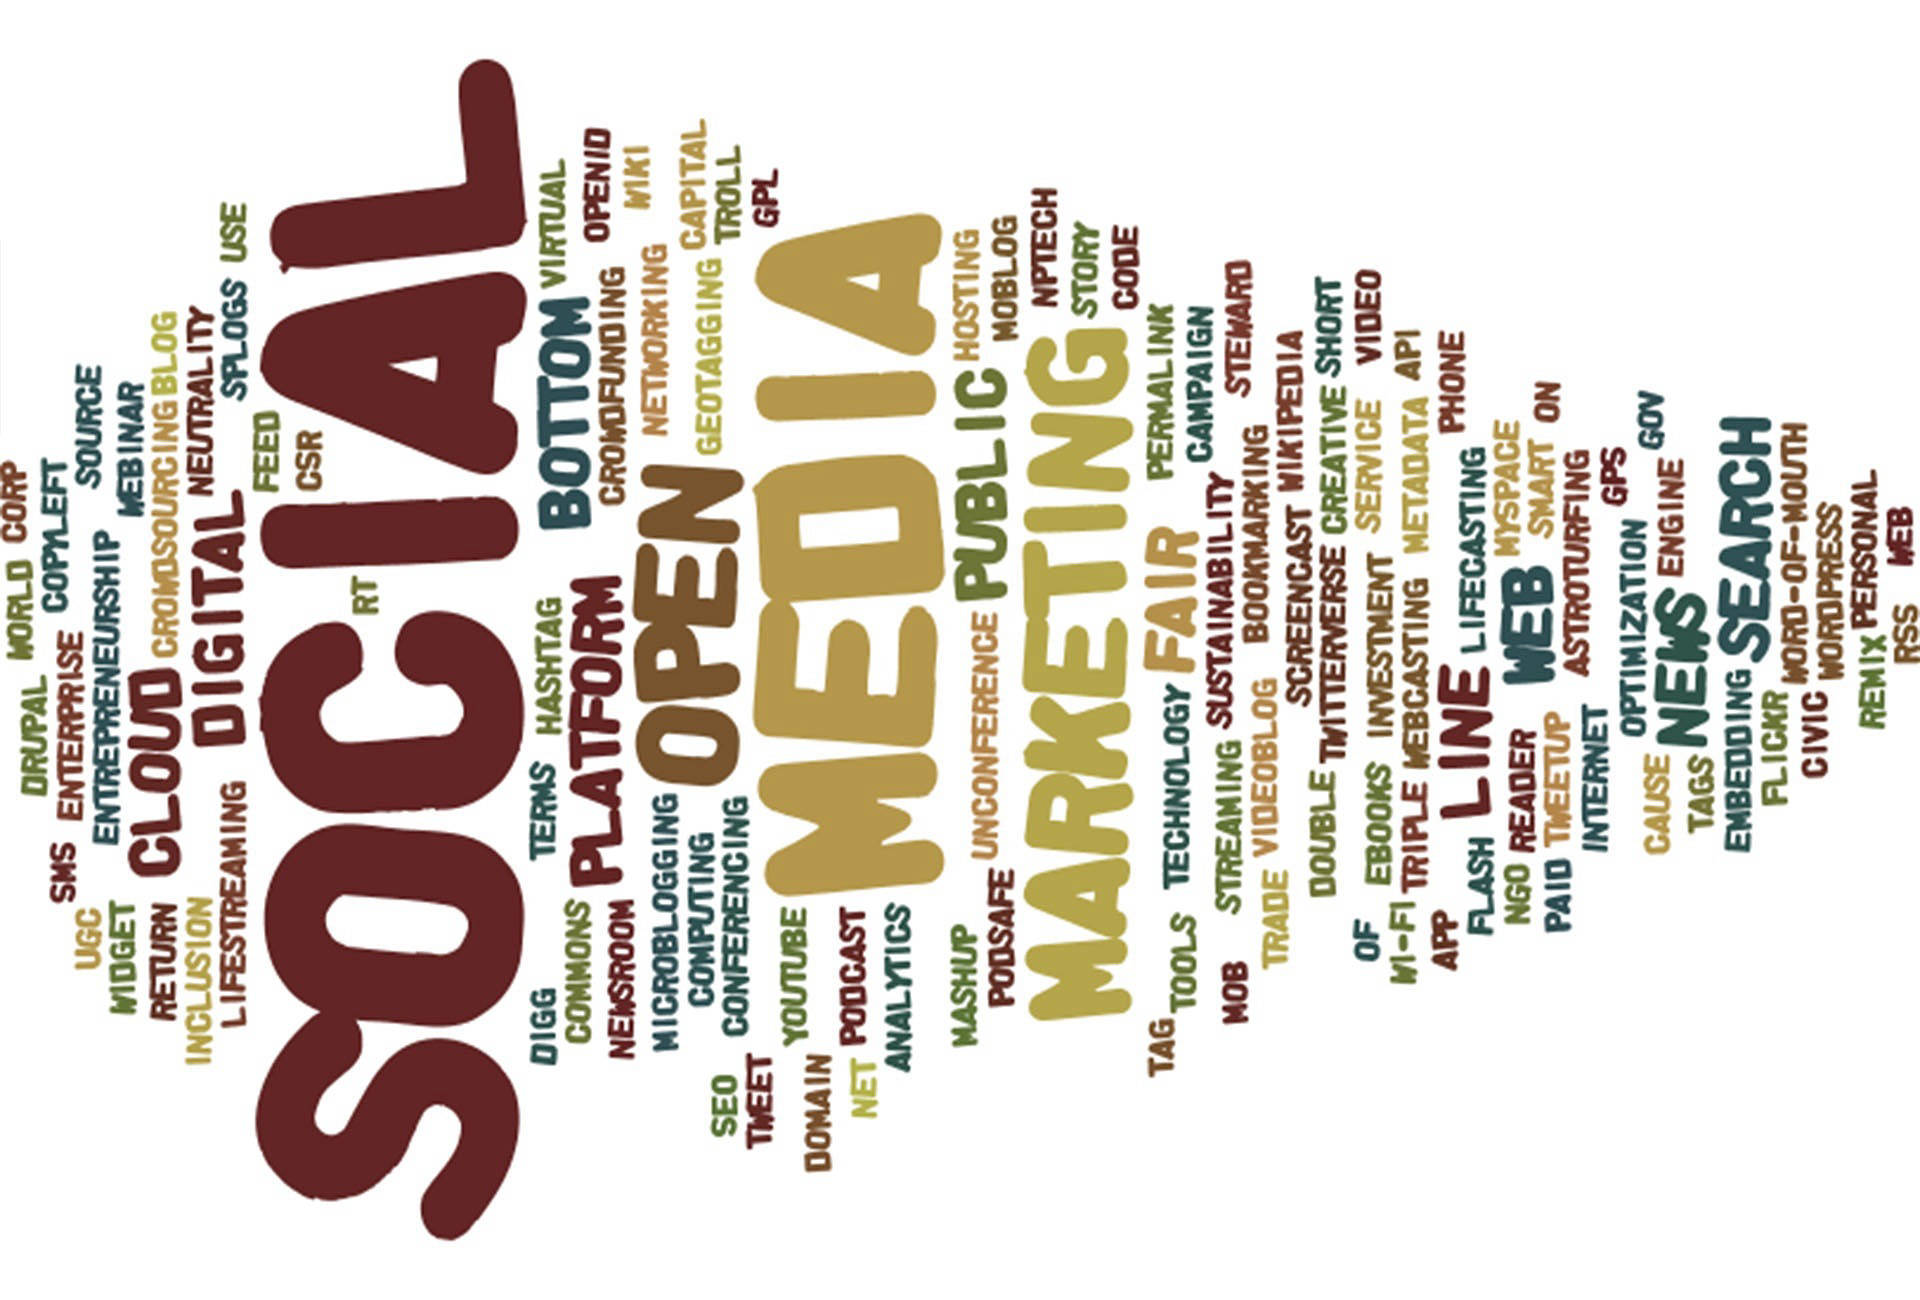 CORP
WORLD
DRUPAL
COPYLEFT
ENTERPRISE
SMS
SOURCE
ENTREPRENEURSHIP
UGC
WEBINAR
WIDGET
BLOG
CROWDSOURCING
CLOUD
RETURN
NEUTRALITY
INCLUSION
USE
SPLOGS
DIGITAL
LIFESTREAMING
FEED
CSR
RT
SOCIAL
VIRTUAL
BOTTOM
HASHTAG
TERMS
DIGG
OPENID
CROWDFUNDING
PLATFORM
COMMONS
NEWSROOM
WIKI
NETWORKING
OPEN
MICROBLOGGING
CAPITAL
GEOTAGGING
COMPUTING
TROLL
CONFERENCING
SEO
GPL
TWEET
MEDIA
YOUTUBE
DOMAIN
PODCAST
NET
ANALYTICS
HOSTING
PUBLIC
UNCONFERENCE
MASHUP
MOBLOG
PODSAFE
NPTECH
STORY
CODE
MARKETING
PERMALINK
FAIR
TECHNOLOGY
TOOLS
TAG
CAMPAIGN
SUSTAINABILITY
STREAMING
MOB
STEWARD
BOOKMARKING
VIDEOBLOG
TRADE
WIKIPEDIA
SCREENCAST
SHORT
CREATIVE
TWITTERVERSE
DOUBLE
VIDEO
SERVICE
INVESTMENT
EBOOKS
OF
API
METADATA
WEBCASTING
TRIPLE
WI-FI
PHONE
LINE
APP
LIFECASTING
FLASH
MYSPACE
WEB
READER
NGO
ON
SMART
TWEETUP
PAID
ASTROTURFING
INTERNET
GPS
GOV
OPTIMIZATION
CAUSE
ENGINE
NEWS
TAGS
SEARCH
EMBEDDING
WORD-OF-MOUTH
FLICKR
WORDPRESS
CIVIC
PERSONAL
REMIX
WEB
RSS